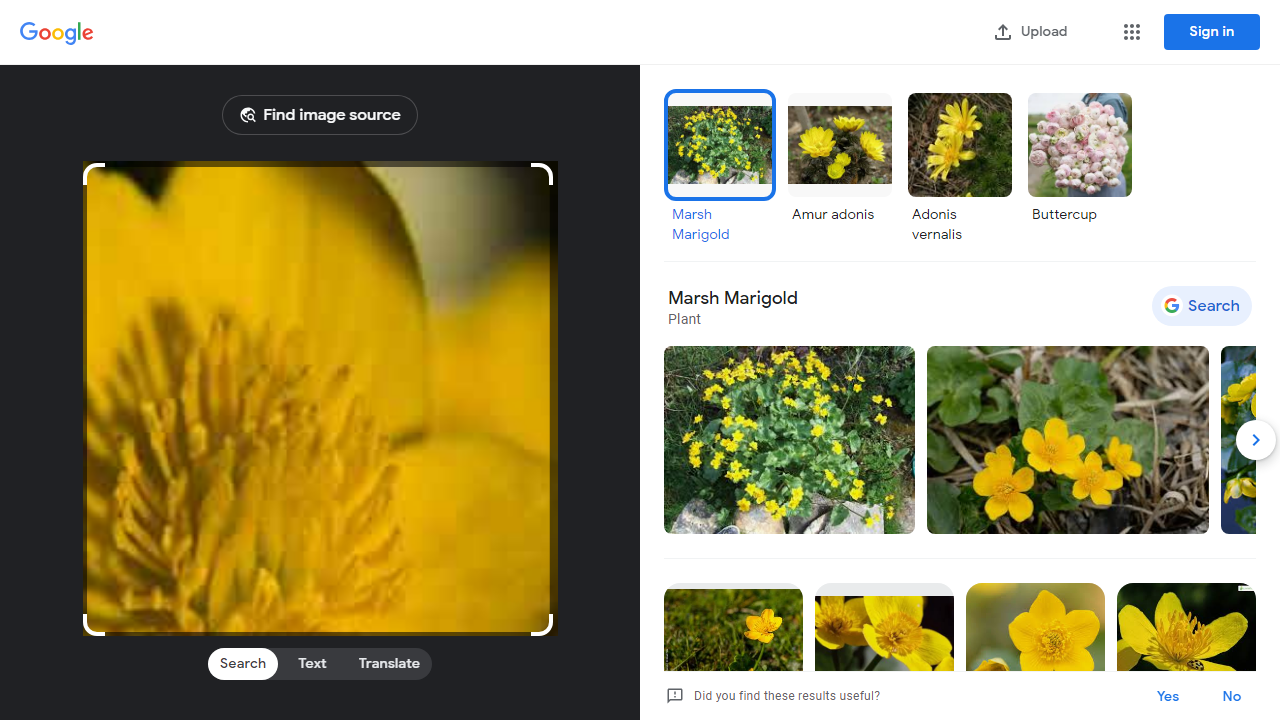 Google
Upload
Sign in
Find image source
Search
Text
Translate
Marsh
Marigold
Amur adonis
Adonis
vernalis
Buttercup
Marsh Marigold
Plant
Search
Did you find these results useful?
Yes
No